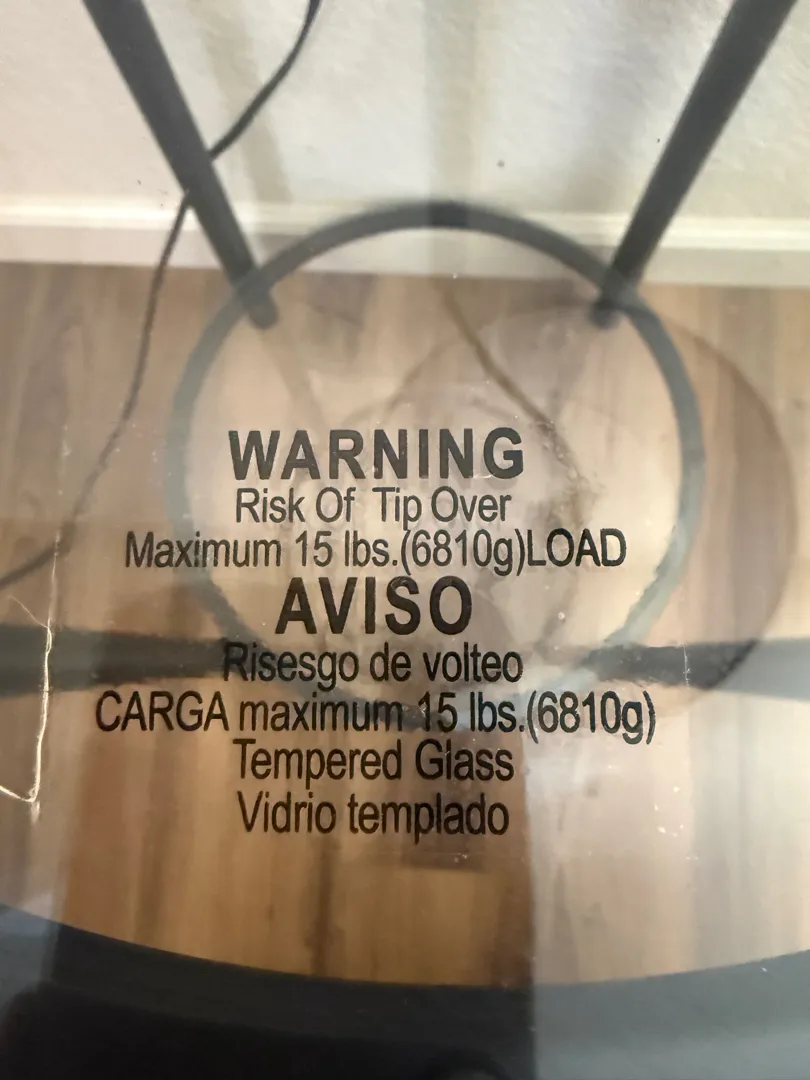 WARNING
Risk Of Tip Over
Maximum 15 lbs.(6810g)LOAD
AVISO
Risesgo de volteo
CARGA maximum 15 lbs.(6810g)
Tempered Glass
Vidrio templado